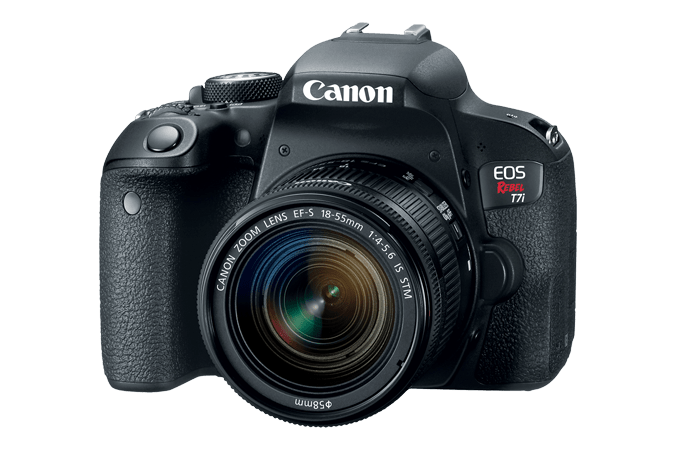 Canon
EOS
REBEL
T7i
CANON ZOOM LENS EF-S 18-55mm 1:4-5.6 IS STM
Φ58mm